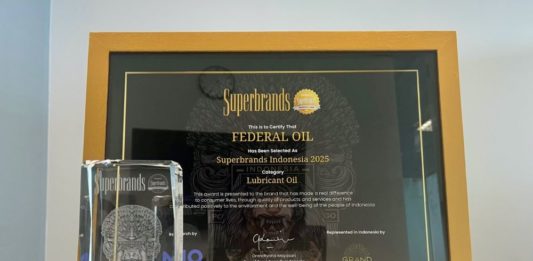 Superbrands
This is to Certify That
FEDERAL OIL
Has Been Selected As
Superbrands Indonesia 2025
Category
Lubricant Oil
This award is presented to the Brand that has made a real difference
to consumer lives, through quality of products and services and has
tributed positively to the environment and the well-being of the people of Indonesia
Represented in Indonesia by
GRAND
Superbrands